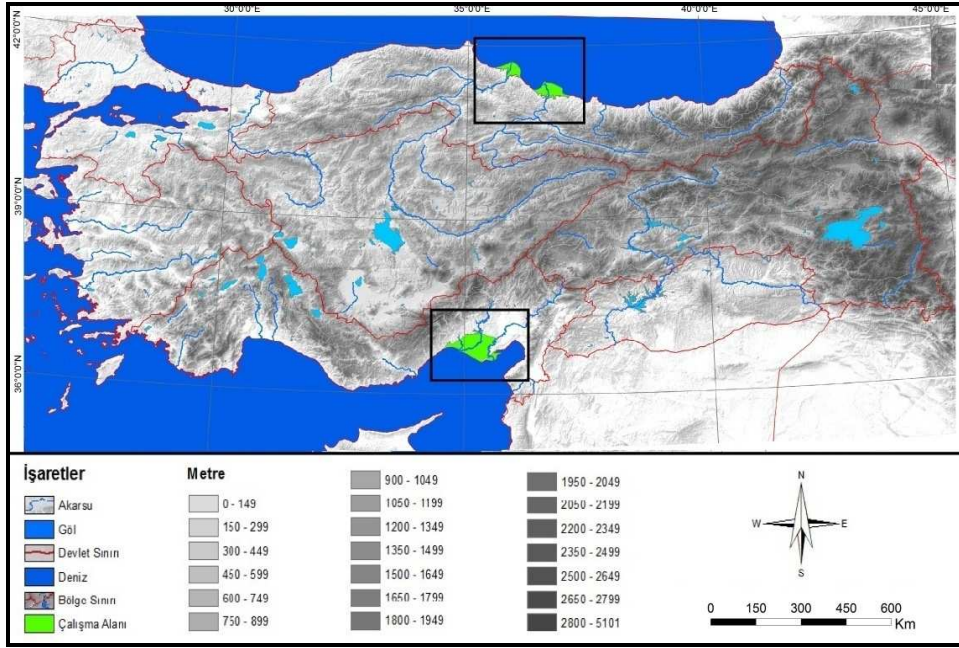 30°0'0"E 35°0'0"E 40°0'0"E 45°0'0"E
42°0'0"N
39°0'0"N
36°0'0"N
İşaretler
Akarsu
Göl
Devlet Sınırı
Deniz
Bölge Sınırı
Çalışma Alanı
Metre
0 - 149
150 - 299
300 - 449
450 - 599
600 - 749
750 - 899
900 - 1049
1050 - 1199
1200 - 1349
1350 - 1499
1500 - 1649
1650 - 1799
1800 - 1949
1950 - 2049
2050 - 2199
2200 - 2349
2350 - 2499
2500 - 2649
2650 - 2799
2800 - 5101
N
W E
S
0 150 300 450 600
Km